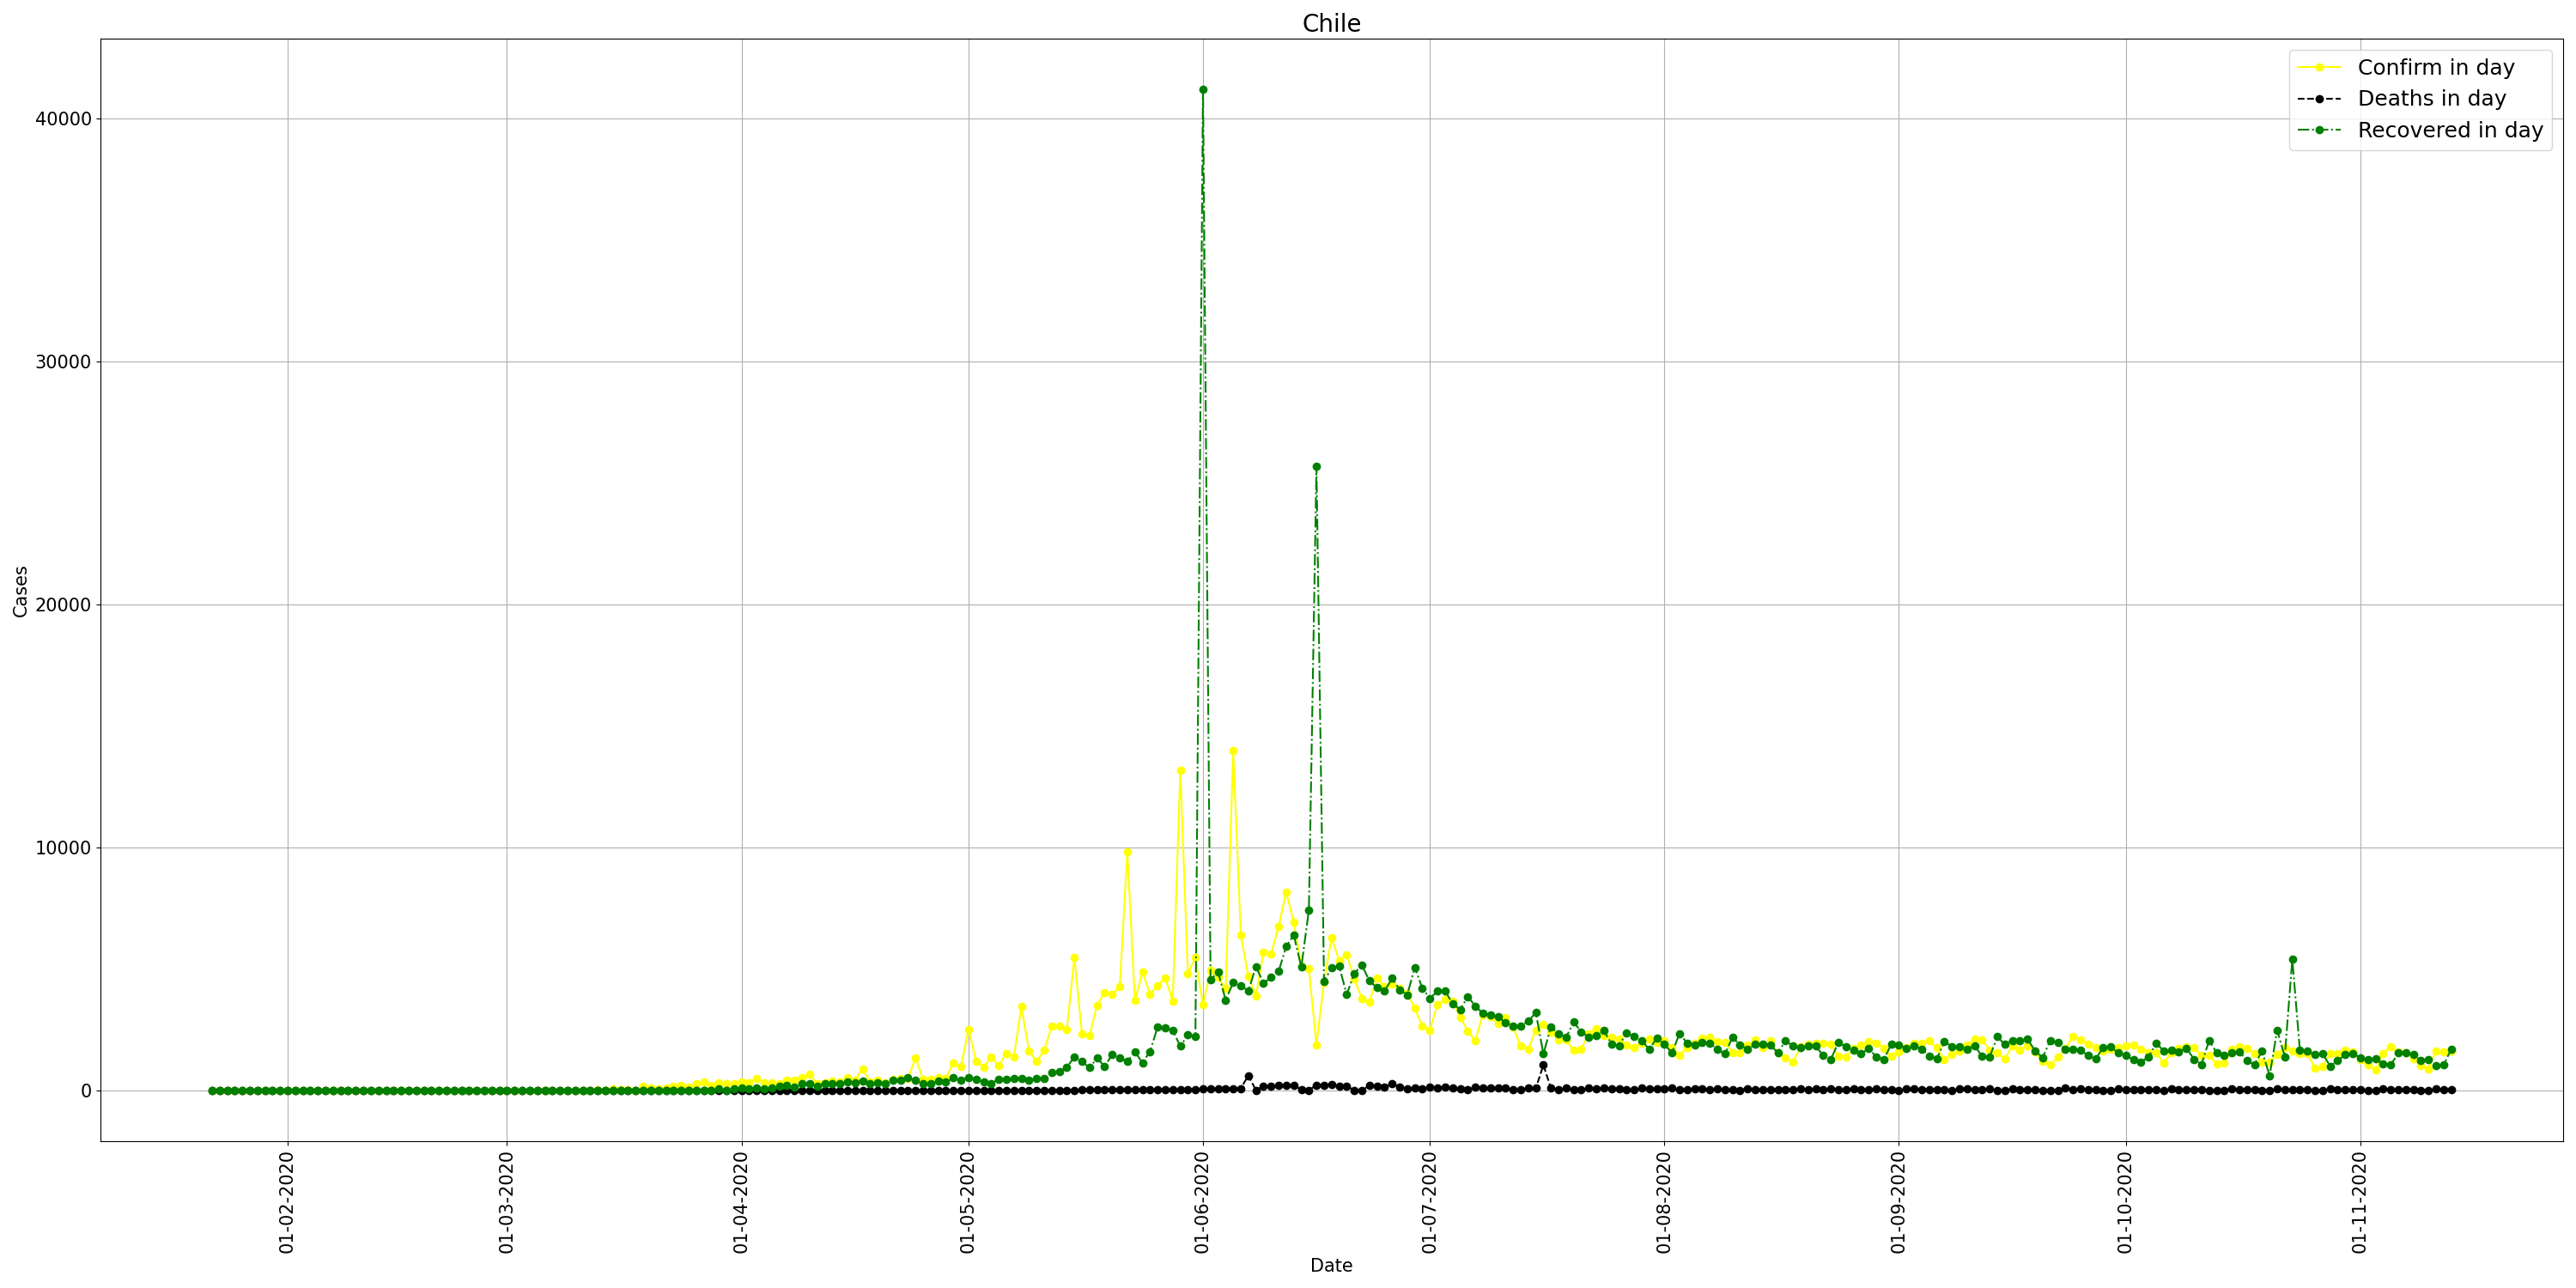 Chile
Confirm in day
Deaths in day
Recovered in day
40000
30000
20000
10000
0
Cases
01-02-2020
01-03-2020
01-04-2020
01-05-2020
01-06-2020
01-07-2020
01-08-2020
01-09-2020
01-10-2020
01-11-2020
Date